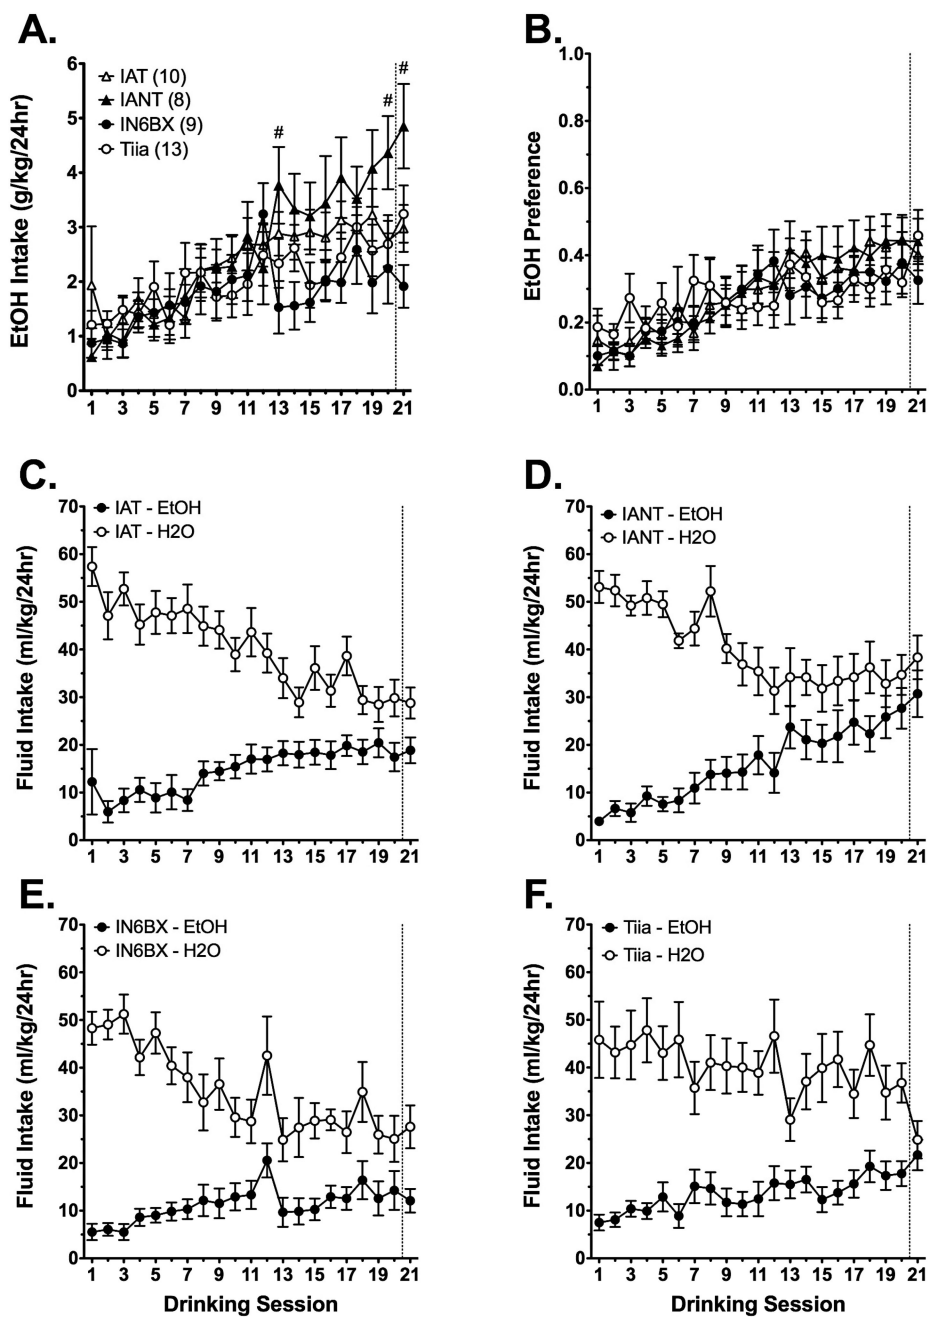 A.
EtOH Intake (g/kg/24hr)
6
5
4
3
2
1
0
IAT (10)
IANT (8)
IN6BX (9)
Tiia (13)
#
#
#
1 3 5 7 9 11 13 15 17 19 21
B.
EtOH Preference
1.0
0.8
0.6
0.4
0.2
0.0
1 3 5 7 9 11 13 15 17 19 21
C.
Fluid Intake (ml/kg/24hr)
70
60
50
40
30
20
10
0
IAT - EtOH
IAT - H2O
1 3 5 7 9 11 13 15 17 19 21
D.
Fluid Intake (ml/kg/24hr)
70
60
50
40
30
20
10
0
IANT - EtOH
IANT - H2O
1 3 5 7 9 11 13 15 17 19 21
E.
Fluid Intake (ml/kg/24hr)
70
60
50
40
30
20
10
0
IN6BX - EtOH
IN6BX - H2O
1 3 5 7 9 11 13 15 17 19 21
Drinking Session
F.
Fluid Intake (ml/kg/24hr)
70
60
50
40
30
20
10
0
Tiia - EtOH
Tiia - H2O
1 3 5 7 9 11 13 15 17 19 21
Drinking Session